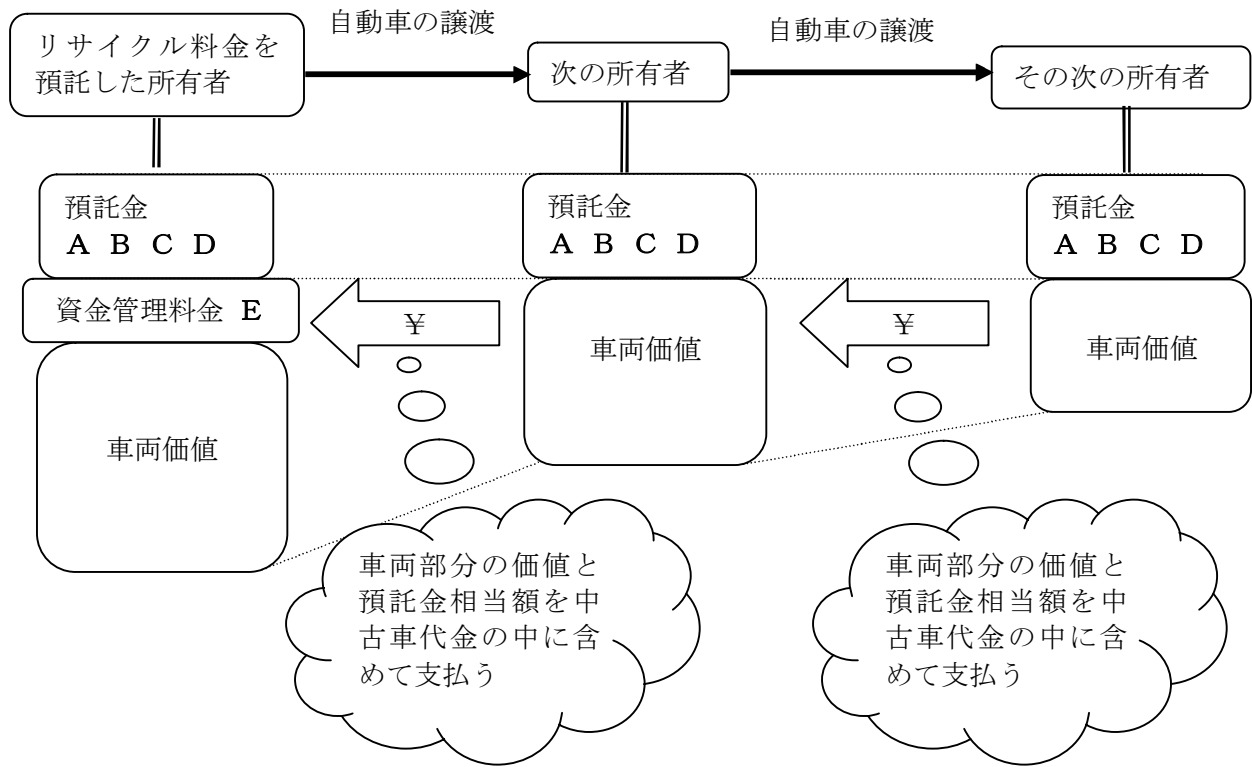 リサイクル料金を
預託した所有者
自動車の譲渡
次の所有者
自動車の譲渡
その次の所有者
預託金
A B C D
預託金
A B C D
預託金
A B C D
資金管理料金 E
¥
¥
車両価値
車両価値
車両価値
車両部分の価値と
預託金相当額を中
古車代金の中に含
めて支払う
車両部分の価値と
預託金相当額を中
古車代金の中に含
めて支払う